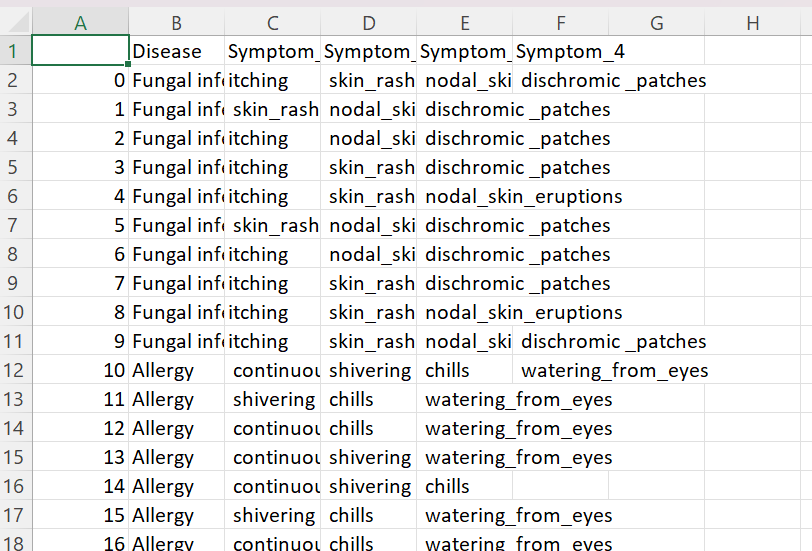 A B C D E F G H
1 Disease Symptom_ Symptom_ Symptom_ Symptom_4
2 0 Fungal infe itching skin_rash nodal_ski dischromic _patches
3 1 Fungal infe skin_rash nodal_ski dischromic _patches
4 2 Fungal infe itching nodal_ski dischromic _patches
5 3 Fungal infe itching skin_rash dischromic _patches
6 4 Fungal infe itching skin_rash nodal_skin_eruptions
7 5 Fungal infe skin_rash nodal_ski dischromic _patches
8 6 Fungal infe itching nodal_ski dischromic _patches
9 7 Fungal infe itching skin_rash dischromic _patches
10 8 Fungal infe itching skin_rash nodal_skin_eruptions
11 9 Fungal infe itching skin_rash nodal_ski dischromic _patches
12 10 Allergy continuou shivering chills watering_from_eyes
13 11 Allergy shivering chills watering_from_eyes
14 12 Allergy continuou chills watering_from_eyes
15 13 Allergy continuou shivering watering_from_eyes
16 14 Allergy continuou shivering chills
17 15 Allergy shivering chills watering_from_eyes
18 16 Allergy continuou chills watering_from_eyes